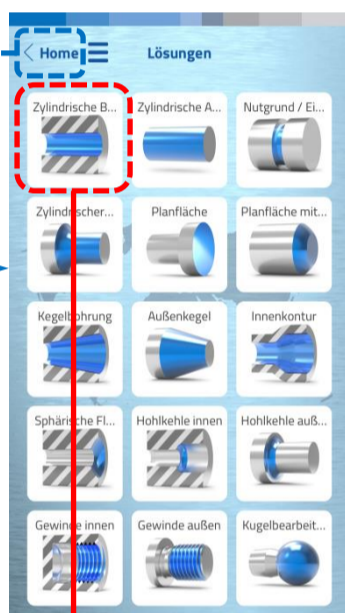 < Home
Lösungen
Zylindrische B...
Zylindrische A...
Nutgrund / Ei...
Zylindrischer...
Planfläche
Planfläche mit...
Kegelbohrung
Außenkegel
Innenkontur
Sphärische Fl...
Hohlkehle innen
Hohlkehle auß...
Gewinde innen
Gewinde außen
Kugelbearbeit...